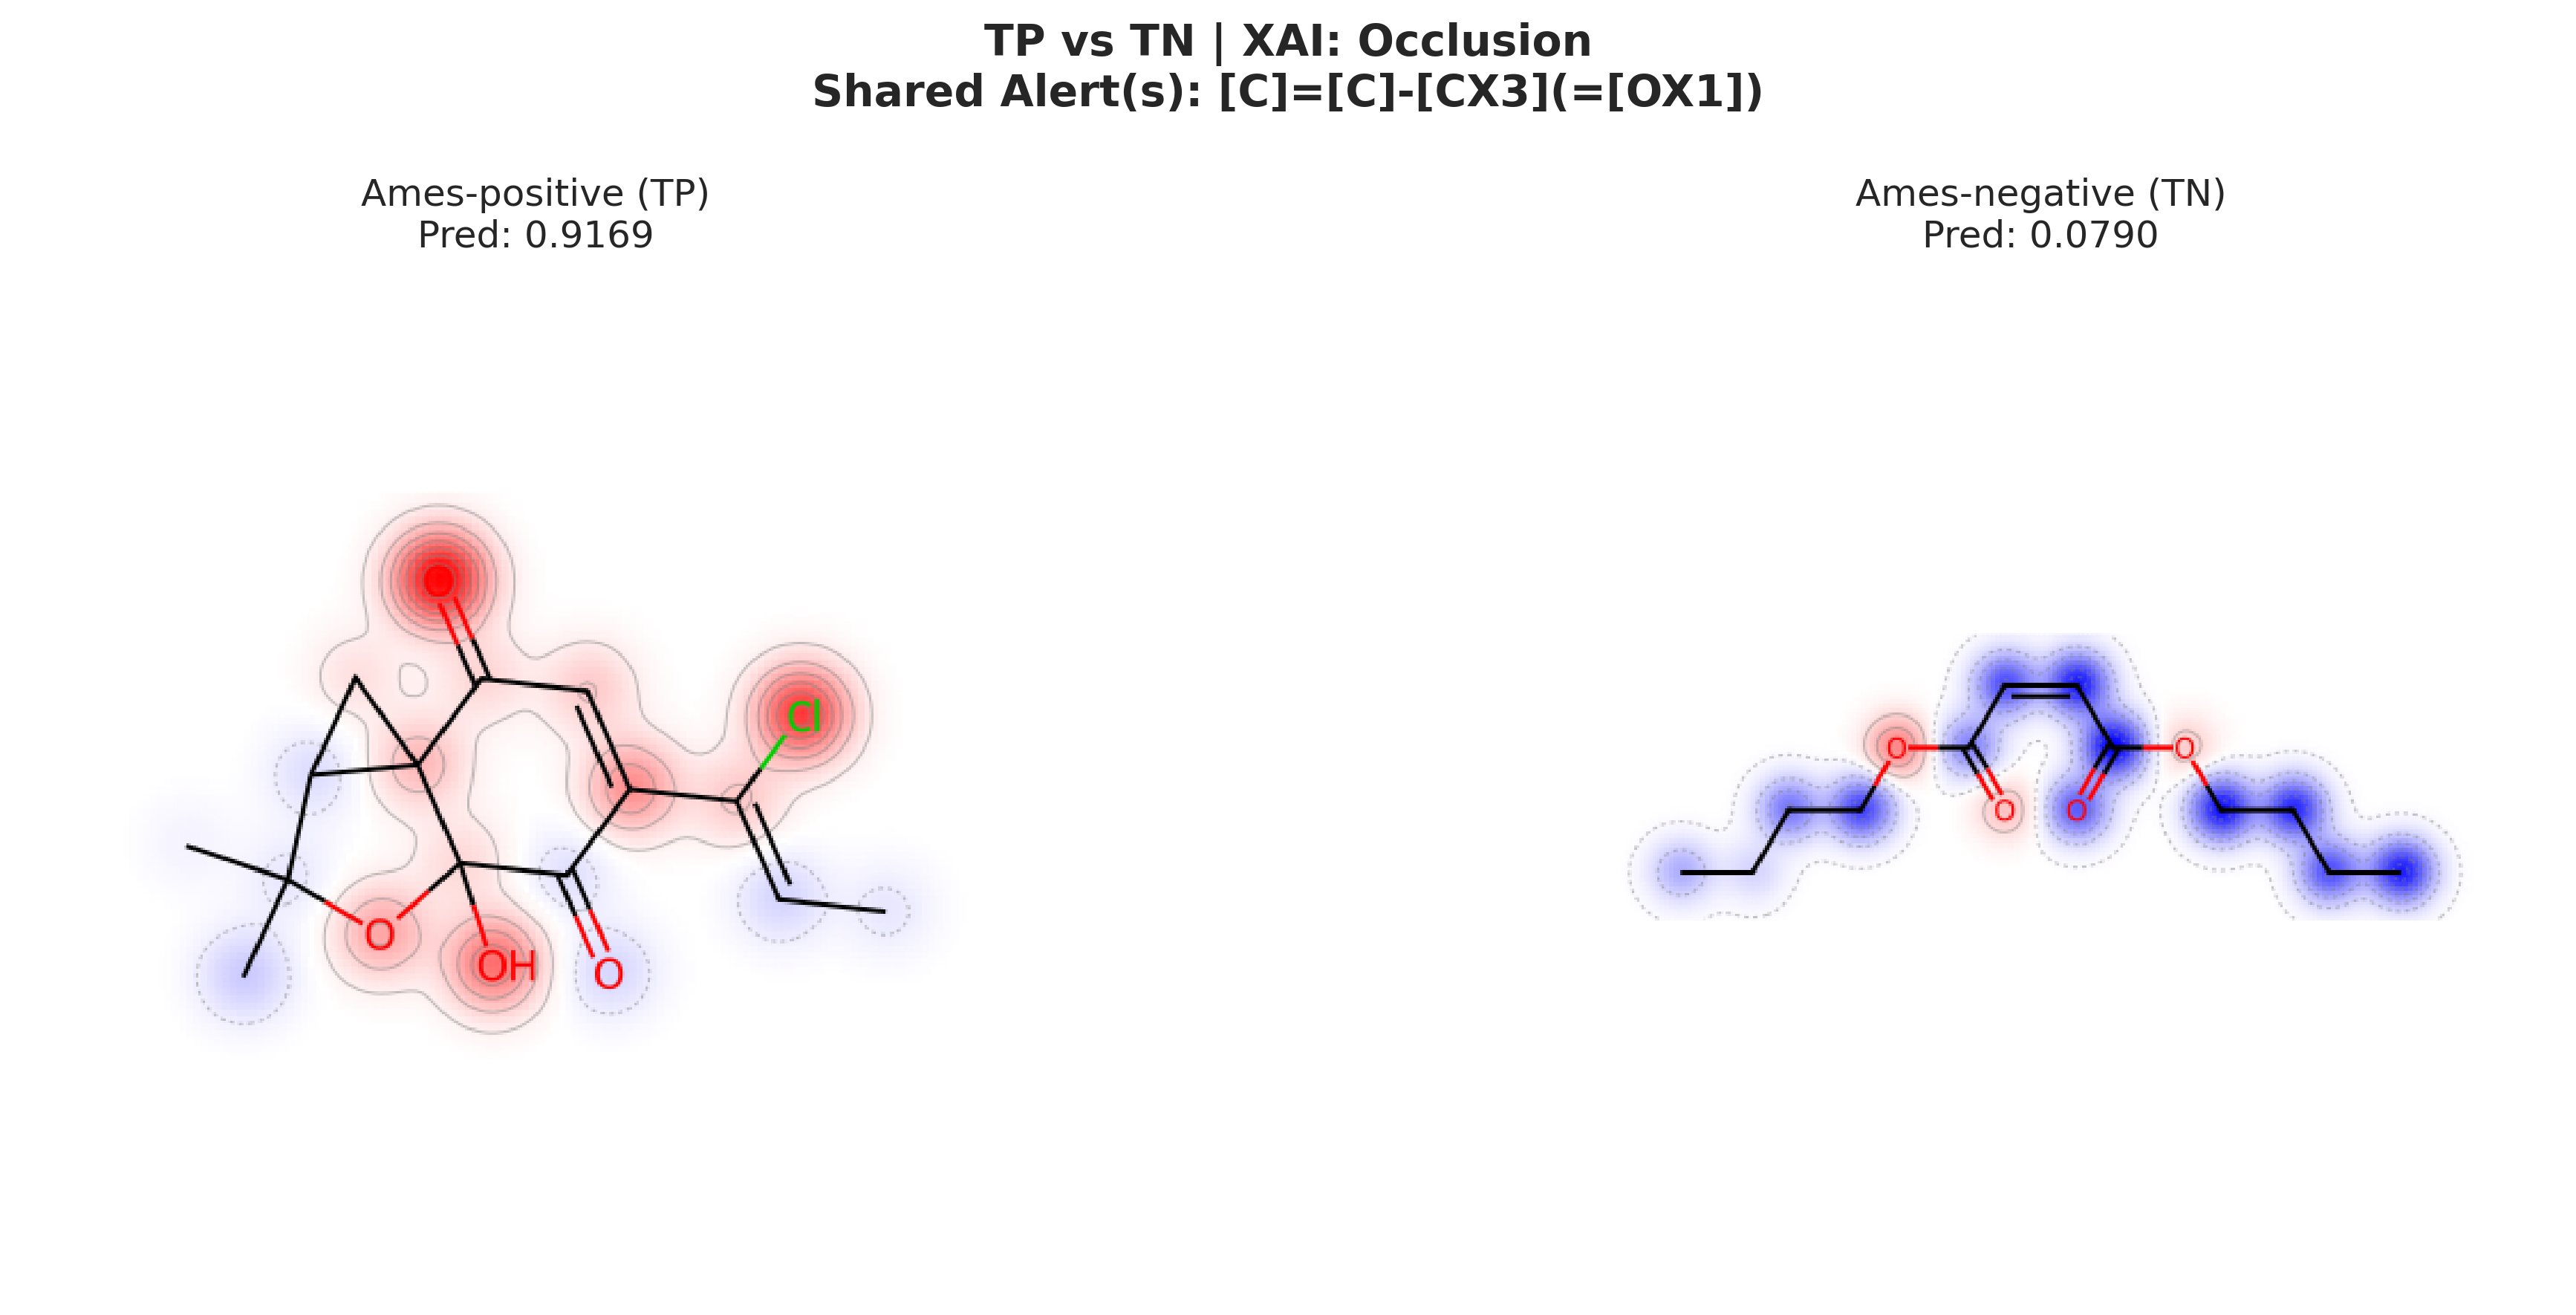 TP vs TN | XAI: Occlusion
Shared Alert(s): [C]=[C]-[CX3](=[OX1])
Ames-positive (TP)
Pred: 0.9169
Ames-negative (TN)
Pred: 0.0790
O
Cl
O
OH
O
O
O
O
O